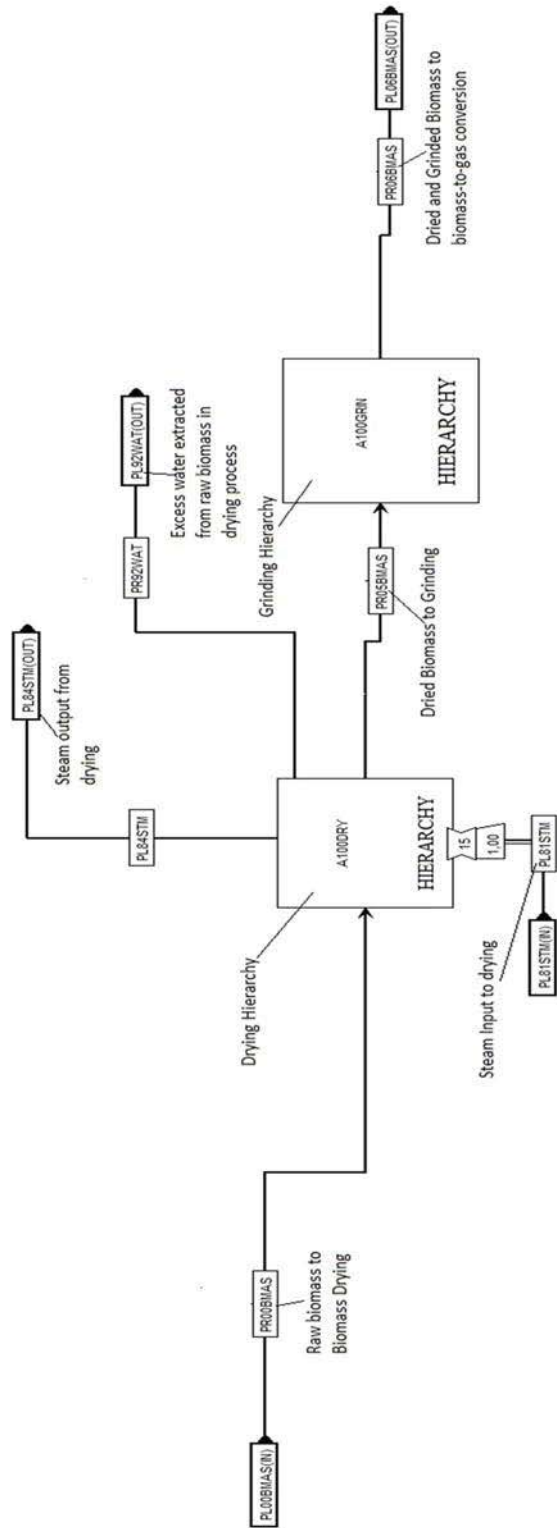 PL00BMAS(IN)
PR00BMAS
Raw biomass to
Biomass Drying
Drying Hierarchy
A100DRY
HIERARCHY
15
1,00
PL81STM
PL81STM(IN)
Steam Input to drying
PL84STM
PL84STM(OUT)
Steam output from
drying
PR92WAT
PL92WAT(OUT)
Excess water extracted
from raw biomass in
drying process
PR05BMAS
Dried Biomass to Grinding
Grinding Hierarchy
A100GRIN
HIERARCHY
PR06BMAS
PL06BMAS(OUT)
Dried and Grinded Biomass to
biomass-to-gas conversion